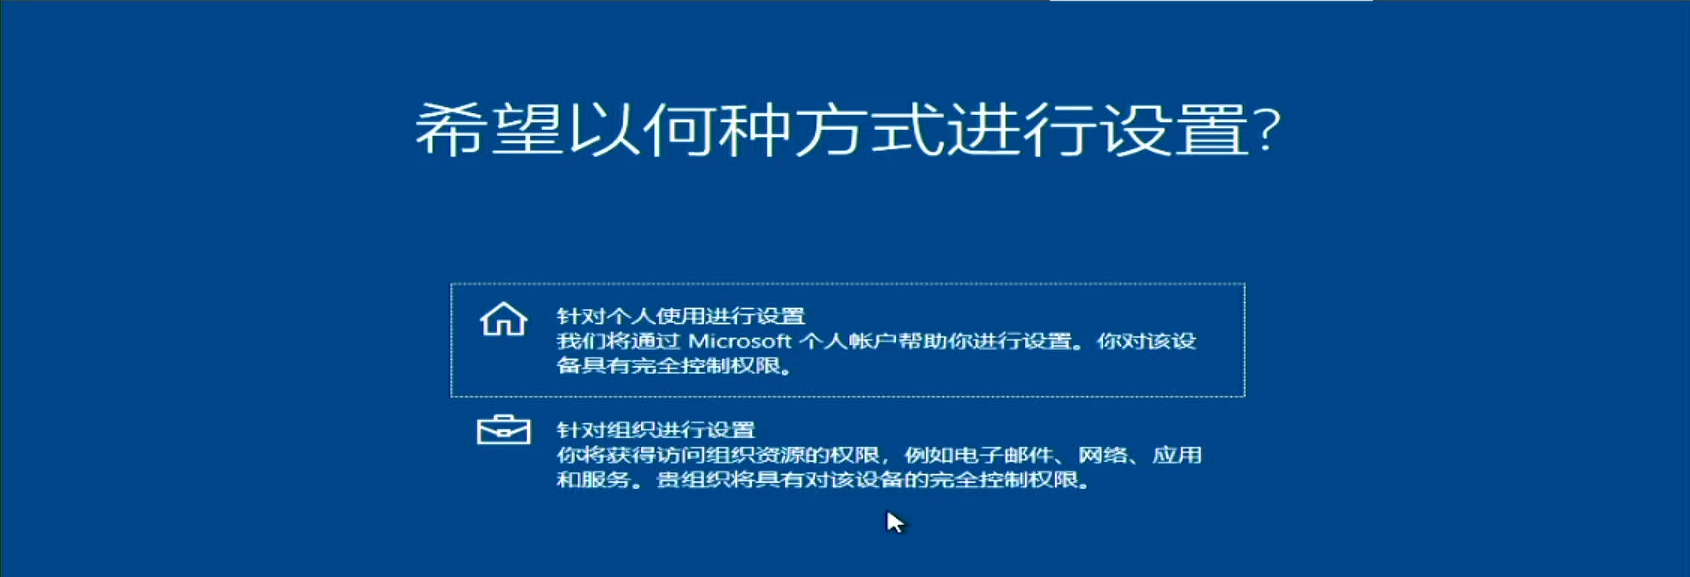 希望以何种方式进行设置?
针对个人使用进行设置
我们将通过 Microsoft 个人帐户帮助你进行设置。你对该设
备具有完全控制权限。
针对组织进行设置
你将获得访问组织资源的权限，例如电子邮件、网络、应用
和服务。贵组织将具有对该设备的完全控制权限。